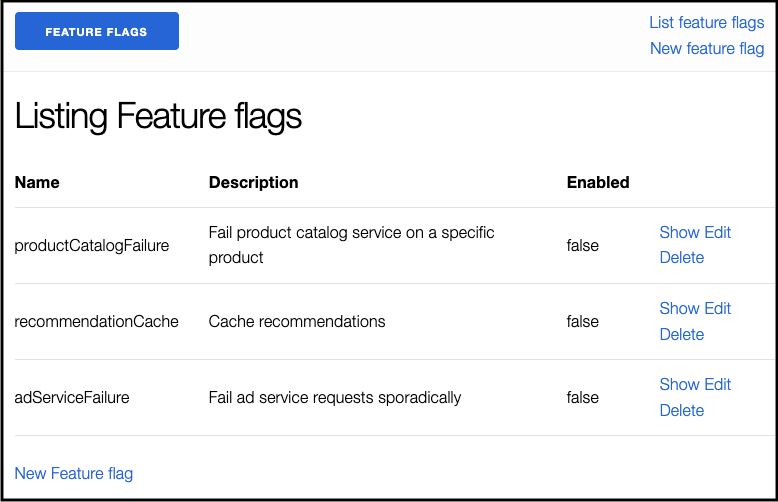 FEATURE FLAGS
List feature flags
New feature flag
Listing Feature flags
Name Description Enabled
productCatalogFailure Fail product catalog service on a specific product false Show Edit Delete
recommendationCache Cache recommendations false Show Edit Delete
adServiceFailure Fail ad service requests sporadically false Show Edit Delete
New Feature flag